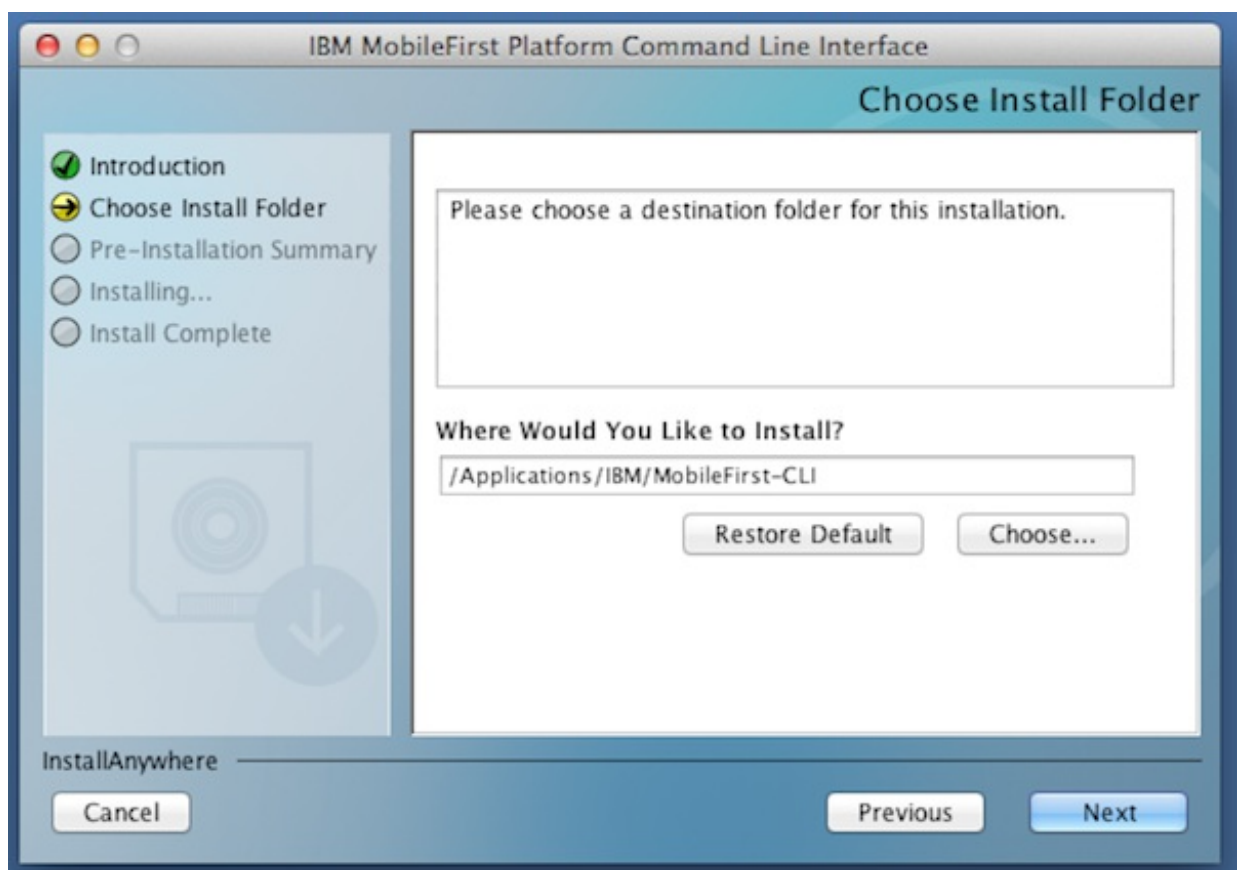 IBM MobileFirst Platform Command Line Interface
Choose Install Folder
Introduction
Choose Install Folder
Pre-Installation Summary
Installing...
Install Complete
Please choose a destination folder for this installation.
Where Would You Like to Install?
/Applications/IBM/MobileFirst-CLI
Restore Default
Choose...
InstallAnywhere
Cancel
Previous
Next